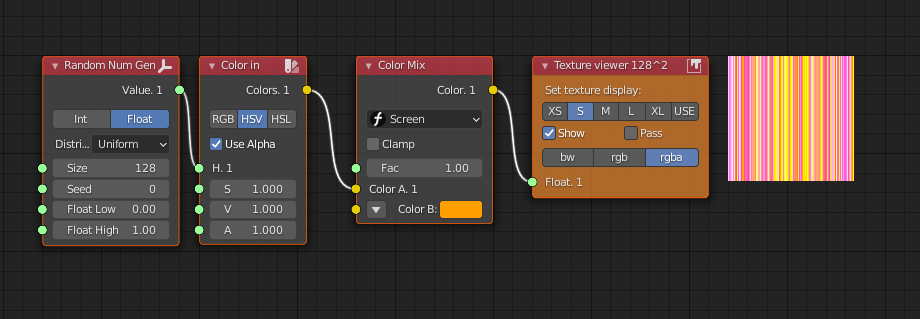 Random Num Gen
Value. 1
Int Float
Distri... Uniform
Size 128
Seed 0
Float Low 0.00
Float High 1.00
Color in
Colors. 1
RGB HSV HSL
Use Alpha
H. 1
S 1.000
V 1.000
A 1.000
Color Mix
Color. 1
Screen
Clamp
Fac 1.00
Color A. 1
Color B:
Texture viewer 128^2
Set texture display:
XS S M L XL USE
Show Pass
bw rgb rgba
Float. 1